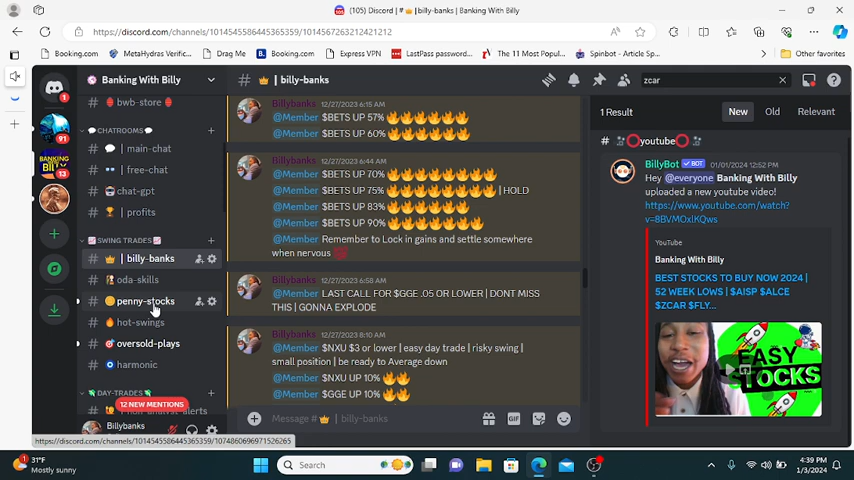 (105) Discord | # 👑 |billy-banks | Banking With Billy
https://discord.com/channels/1014545586445365359/1014567263212421212
Booking.com
MetaHydras Verific...
Drag Me
Booking.com
Express VPN
LastPass password...
The 11 Most Popul...
Spinbot - Article Sp...
Other favorites
Banking With Billy
bwb-store
CHATROOMS
| main-chat
| free-chat
chat-gpt
| profits
SWING TRADES
| billy-banks
oda-skills
penny-stocks
hot-swings
oversold-plays
harmonic
DAY-TRADES
12 NEW MENTIONS
Billybanks
1
91
13
# 👑 | billy-banks
Billybanks 12/27/2023 6:15 AM
@Member $BETS UP 57% 🔥🔥🔥🔥🔥🔥
@Member $BETS UP 60% 🔥🔥🔥🔥🔥🔥
Billybanks 12/27/2023 6:44 AM
@Member $BETS UP 70% 🔥🔥🔥🔥🔥🔥🔥🔥
@Member $BETS UP 75% 🔥🔥🔥🔥🔥🔥🔥🔥 | HOLD
@Member $BETS UP 83% 🔥🔥🔥🔥🔥🔥🔥🔥
@Member $BETS UP 90% 🔥🔥🔥🔥🔥🔥🔥
@Member Remember to Lock in gains and settle somewhere
when nervous 💯
Billybanks 12/27/2023 6:58 AM
@Member LAST CALL FOR $GGE .05 OR LOWER | DONT MISS
THIS | GONNA EXPLODE
Billybanks 12/27/2023 8:10 AM
@Member $NXU $3 or lower | easy day trade | risky swing |
small position | be ready to Average down
@Member $NXU UP 10% 🔥🔥
@Member $GGE UP 10% 🔥🔥
Message # 👑 | billy-banks
GIF
zcar
1 Result
New
Old
Relevant
# ⭕youtube⭕
BillyBot ✓ BOT 01/01/2024 12:52 PM
Hey @everyone Banking With Billy
uploaded a new youtube video!
https://www.youtube.com/watch?
v=8BVMOxlKQws
YouTube
Banking With Billy
BEST STOCKS TO BUY NOW 2024 |
52 WEEK LOWS | $AISP $ALCE
$ZCAR $FLY...
EASY
STOCKS
https://discord.com/channels/1014545586445365359/1074860696971526265
31°F
Mostly sunny
Search
4:39 PM
1/3/2024